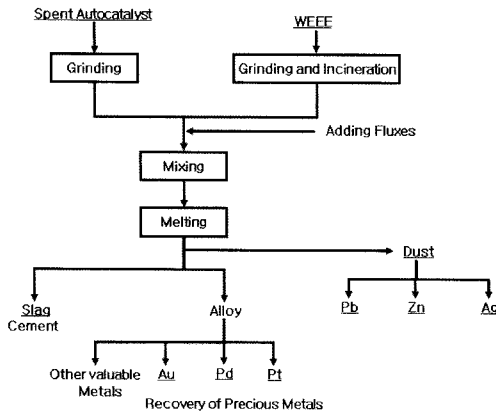 Spent Autocatalyst
WEEE
Grinding
Grinding and Incineration
Adding Fluxes
Mixing
Melting
Dust
Slag
Cement
Alloy
Pb
Zn
Ag
Other valuable
Metals
Au
Pd
Pt
Recovery of Precious Metals